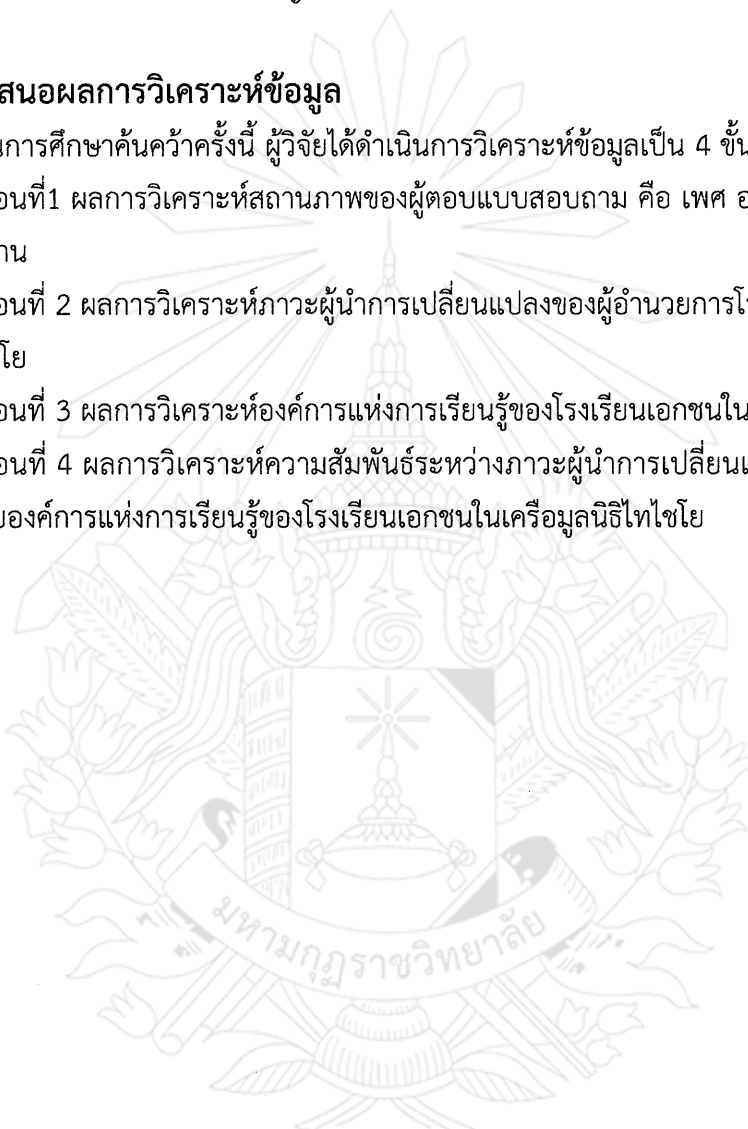 สนอผลการวิเคราะห์ข้อมูล
นการศึกษาค้นคว้าครั้งนี้ ผู้วิจัยได้ดำเนินการวิเคราะห์ข้อมูลเป็น 4 ขั้น
อนที่1 ผลการวิเคราะห์สถานภาพของผู้ตอบแบบสอบถาม คือ เพศ อ
าน
อนที่ 2 ผลการวิเคราะห์ภาวะผู้นำการเปลี่ยนแปลงของผู้อำนวยการโ
โย
อนที่ 3 ผลการวิเคราะห์องค์การแห่งการเรียนรู้ของโรงเรียนเอกชนใน
อนที่ 4 ผลการวิเคราะห์ความสัมพันธ์ระหว่างภาวะผู้นำการเปลี่ยนแ
บองค์การแห่งการเรียนรู้ของโรงเรียนเอกชนในเครือมูลนิธิไทไชโย
มหามกุฏราชวิทยาลัย